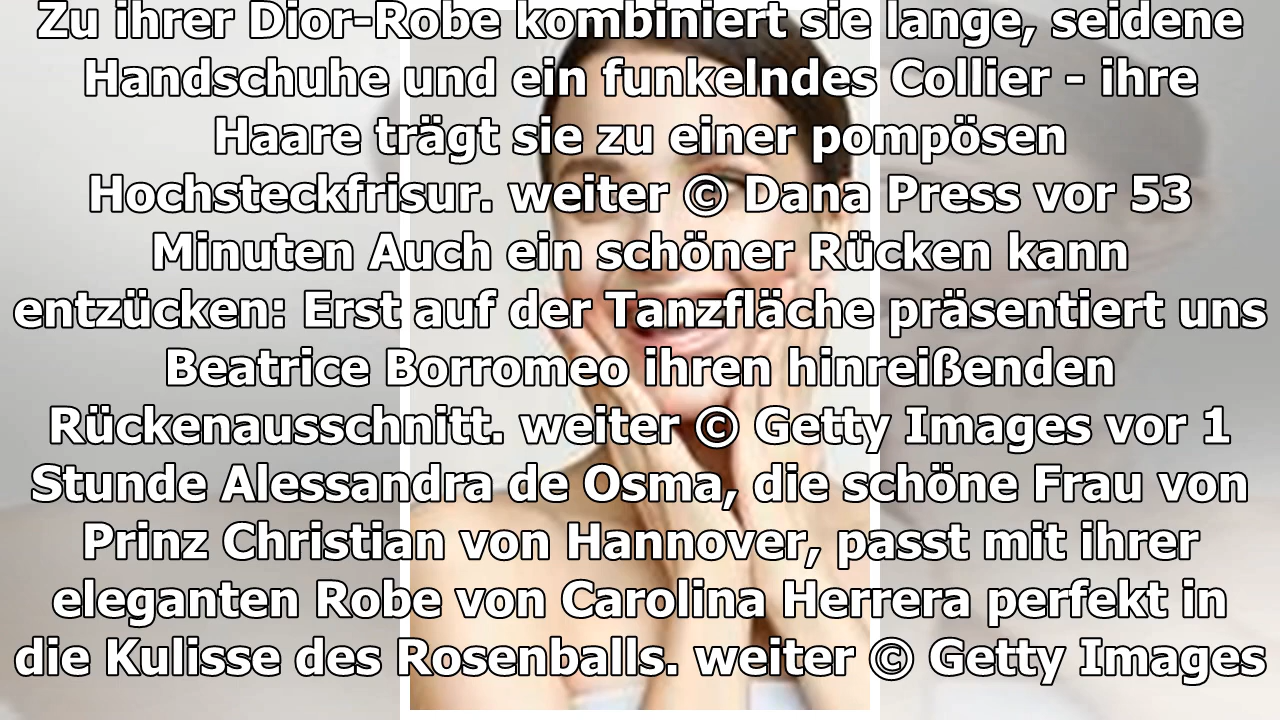 Zu ihrer Dior-Robe kombiniert sie lange, seidene
Handschuhe und ein funkelndes Collier - ihre
Haare trägt sie zu einer pompösen
Hochsteckfrisur. weiter © Dana Press vor 53
Minuten Auch ein schöner Rücken kann
entzücken: Erst auf der Tanzfläche präsentiert uns
Beatrice Borromeo ihren hinreißenden
Rückenausschnitt. weiter © Getty Images vor 1
Stunde Alessandra de Osma, die schöne Frau von
Prinz Christian von Hannover, passt mit ihrer
eleganten Robe von Carolina Herrera perfekt in
die Kulisse des Rosenballs. weiter © Getty Images